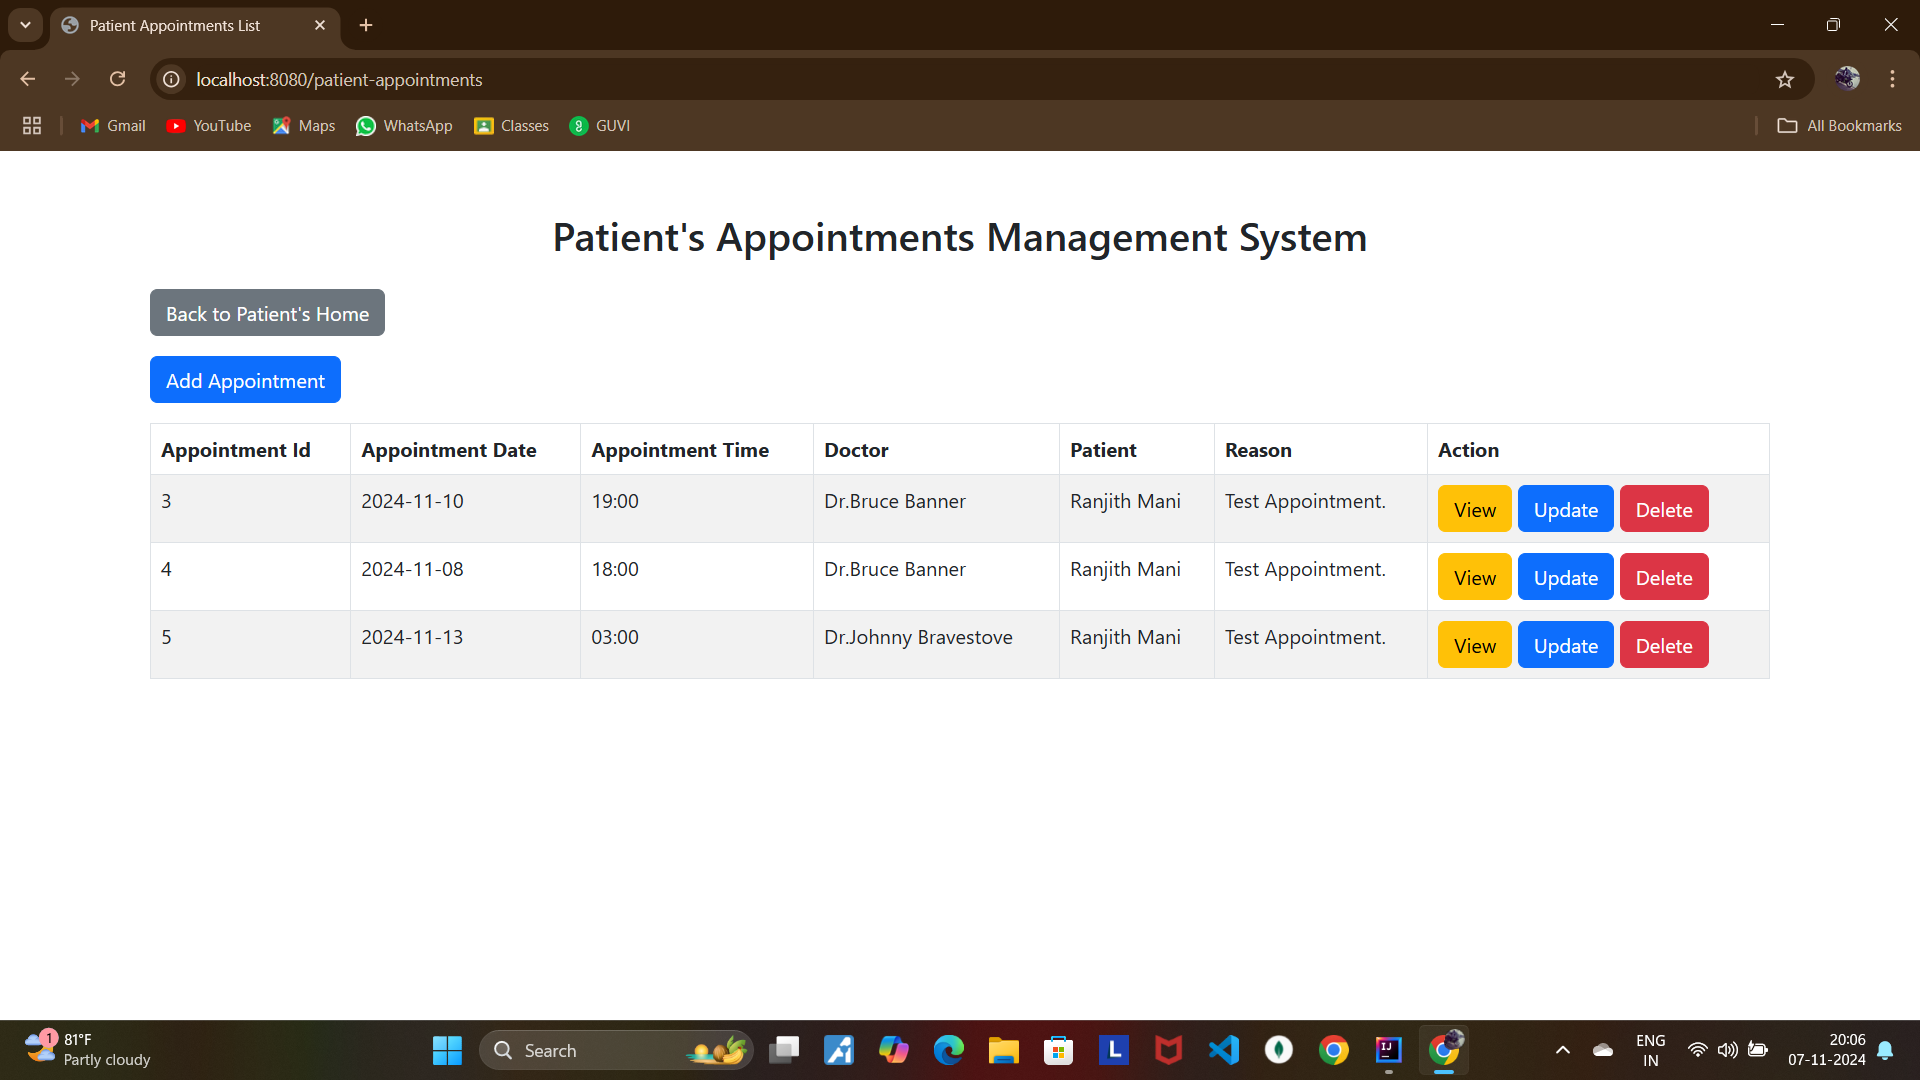 Patient Appointments List
localhost:8080/patient-appointments
Gmail YouTube Maps WhatsApp Classes GUVI All Bookmarks
Patient's Appointments Management System
Back to Patient's Home
Add Appointment
Appointment Id Appointment Date Appointment Time Doctor Patient Reason Action
3 2024-11-10 19:00 Dr.Bruce Banner Ranjith Mani Test Appointment. View Update Delete
4 2024-11-08 18:00 Dr.Bruce Banner Ranjith Mani Test Appointment. View Update Delete
5 2024-11-13 03:00 Dr.Johnny Bravestove Ranjith Mani Test Appointment. View Update Delete
1 81°F
Partly cloudy
Search
L
IJ
ENG
IN
20:06
07-11-2024